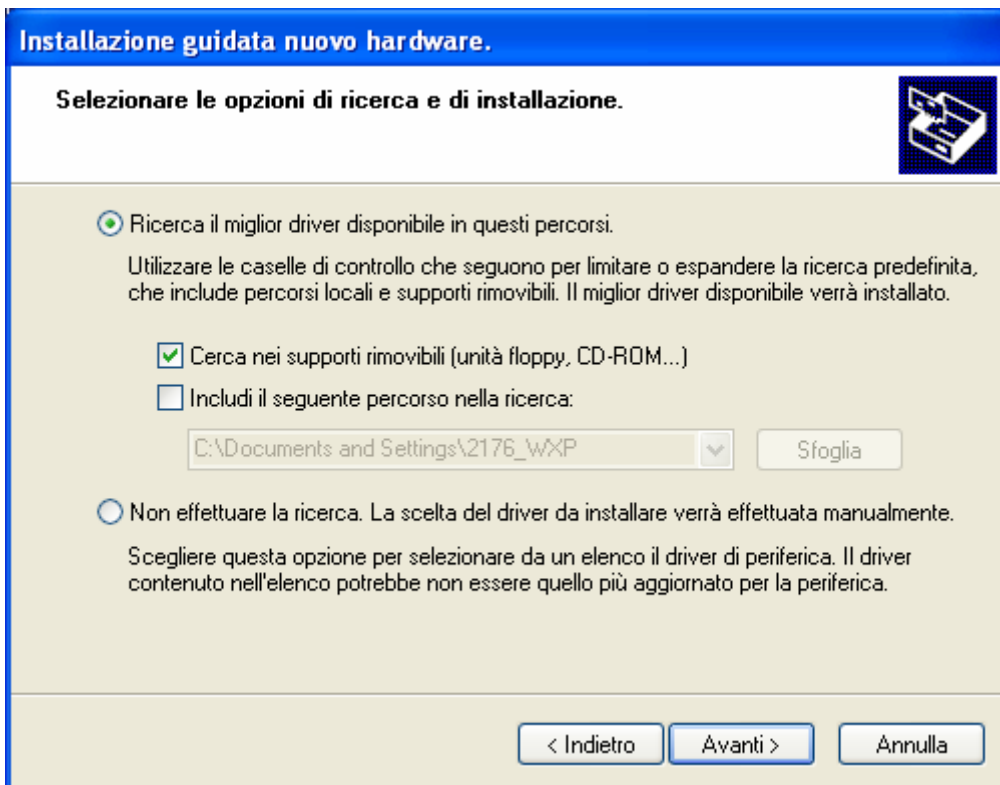 Installazione guidata nuovo hardware.
Selezionare le opzioni di ricerca e di installazione.
Ricerca il miglior driver disponibile in questi percorsi.
Utilizzare le caselle di controllo che seguono per limitare o espandere la ricerca predefinita,
che include percorsi locali e supporti rimovibili. Il miglior driver disponibile verrà installato.
Cerca nei supporti rimovibili (unità floppy, CD-ROM...)
Includi il seguente percorso nella ricerca:
C:\Documents and Settings\2176_WXP
Sfoglia
Non effettuare la ricerca. La scelta del driver da installare verrà effettuata manualmente.
Scegliere questa opzione per selezionare da un elenco il driver di periferica. Il driver
contenuto nell'elenco potrebbe non essere quello più aggiornato per la periferica.
< Indietro
Avanti >
Annulla